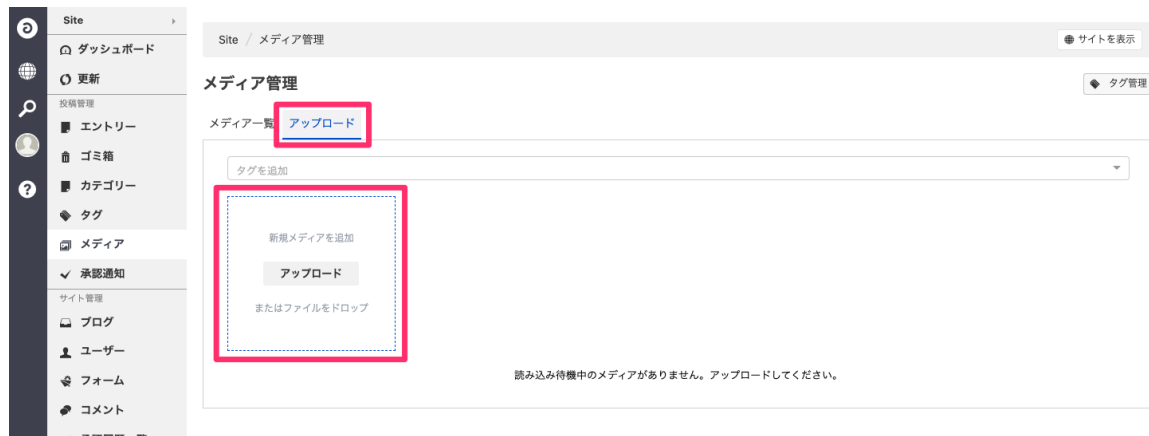 Site
ダッシュボード
更新
投稿管理
エントリー
ゴミ箱
カテゴリー
タグ
メディア
承認通知
サイト管理
ブログ
ユーザー
フォーム
コメント
Site / メディア管理
サイトを表示
メディア管理
タグ管理
メディア一覧
アップロード
タグを追加
新規メディアを追加
アップロード
またはファイルをドロップ
読み込み待機中のメディアがありません。アップロードしてください。